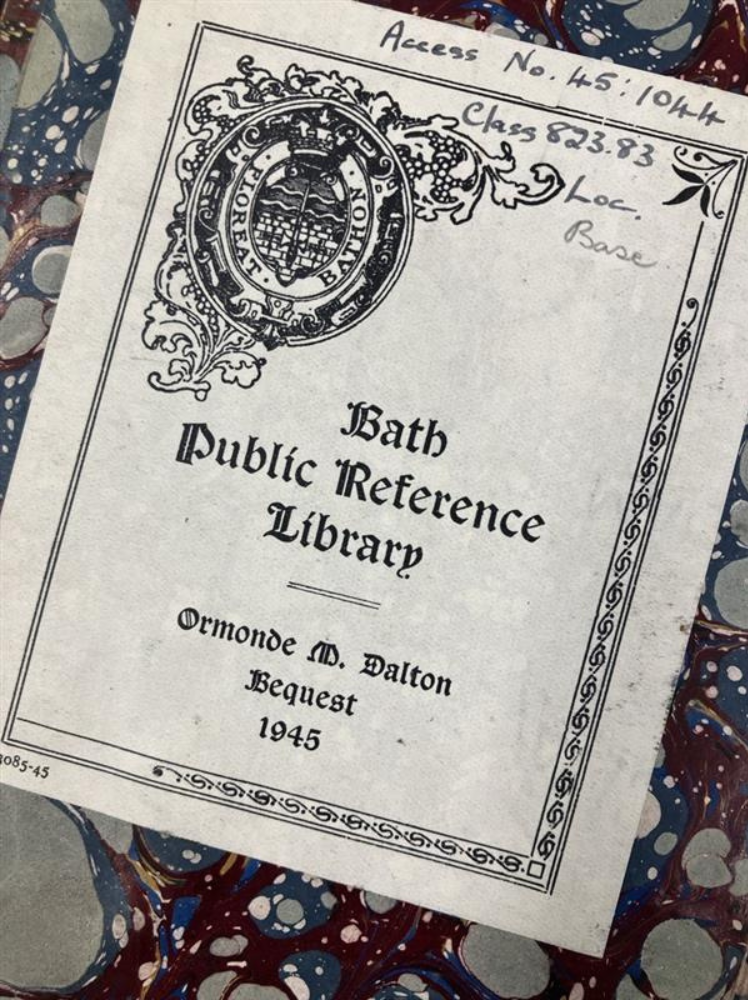 Access No. 45:1044
Class 823.83
Loc.
Base
FLOREAT BATHON
Bath
Public Reference
Library
Ormonde M. Dalton
Bequest
1945
3085-45